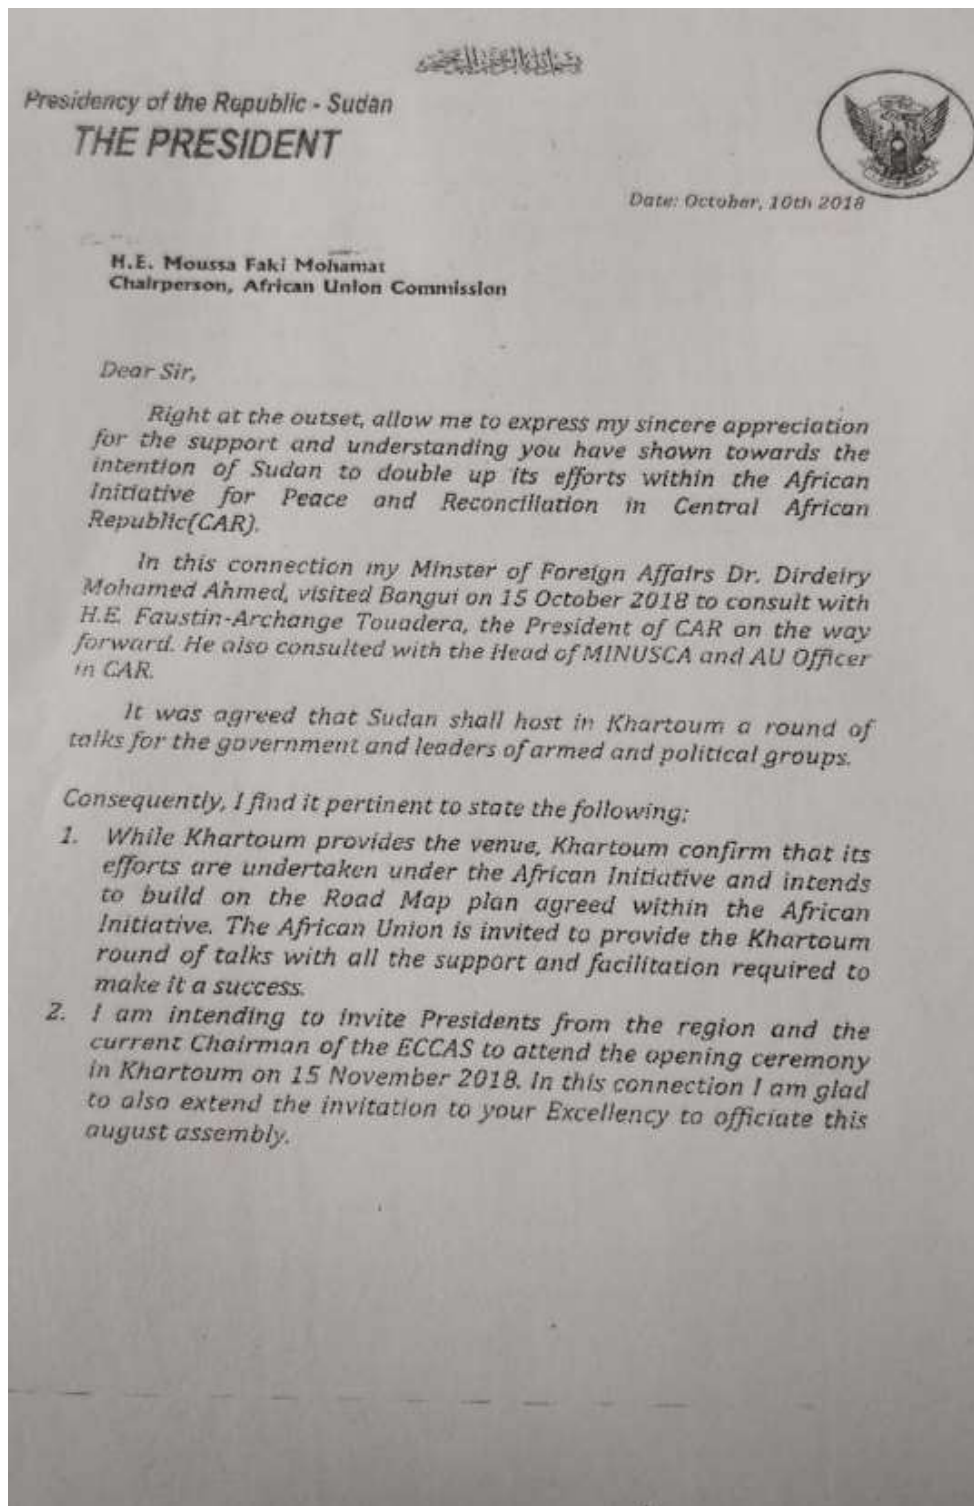 Presidency of the Republic - Sudan
THE PRESIDENT
Date: October, 10th 2018
H.E. Moussa Faki Mohamat
Chairperson, African Union Commission
Dear Sir,
Right at the outset, allow me to express my sincere appreciation
for the support and understanding you have shown towards the
intention of Sudan to double up its efforts within the African
Initiative for Peace and Reconciliation in Central African
Republic(CAR).
In this connection my Minster of Foreign Affairs Dr. Dirdeiry
Mohamed Ahmed, visited Bangui on 15 October 2018 to consult with
H.E. Faustin-Archange Touadera, the President of CAR on the way
forward. He also consulted with the Head of MINUSCA and AU Officer
in CAR.
It was agreed that Sudan shall host in Khartoum a round of
talks for the government and leaders of armed and political groups.
Consequently, I find it pertinent to state the following:
1. While Khartoum provides the venue, Khartoum confirm that its
efforts are undertaken under the African Initiative and intends
to build on the Road Map plan agreed within the African
Initiative. The African Union is invited to provide the Khartoum
round of talks with all the support and facilitation required to
make it a success.
2. I am intending to invite Presidents from the region and the
current Chairman of the ECCAS to attend the opening ceremony
in Khartoum on 15 November 2018. In this connection I am glad
to also extend the invitation to your Excellency to officiate this
august assembly.